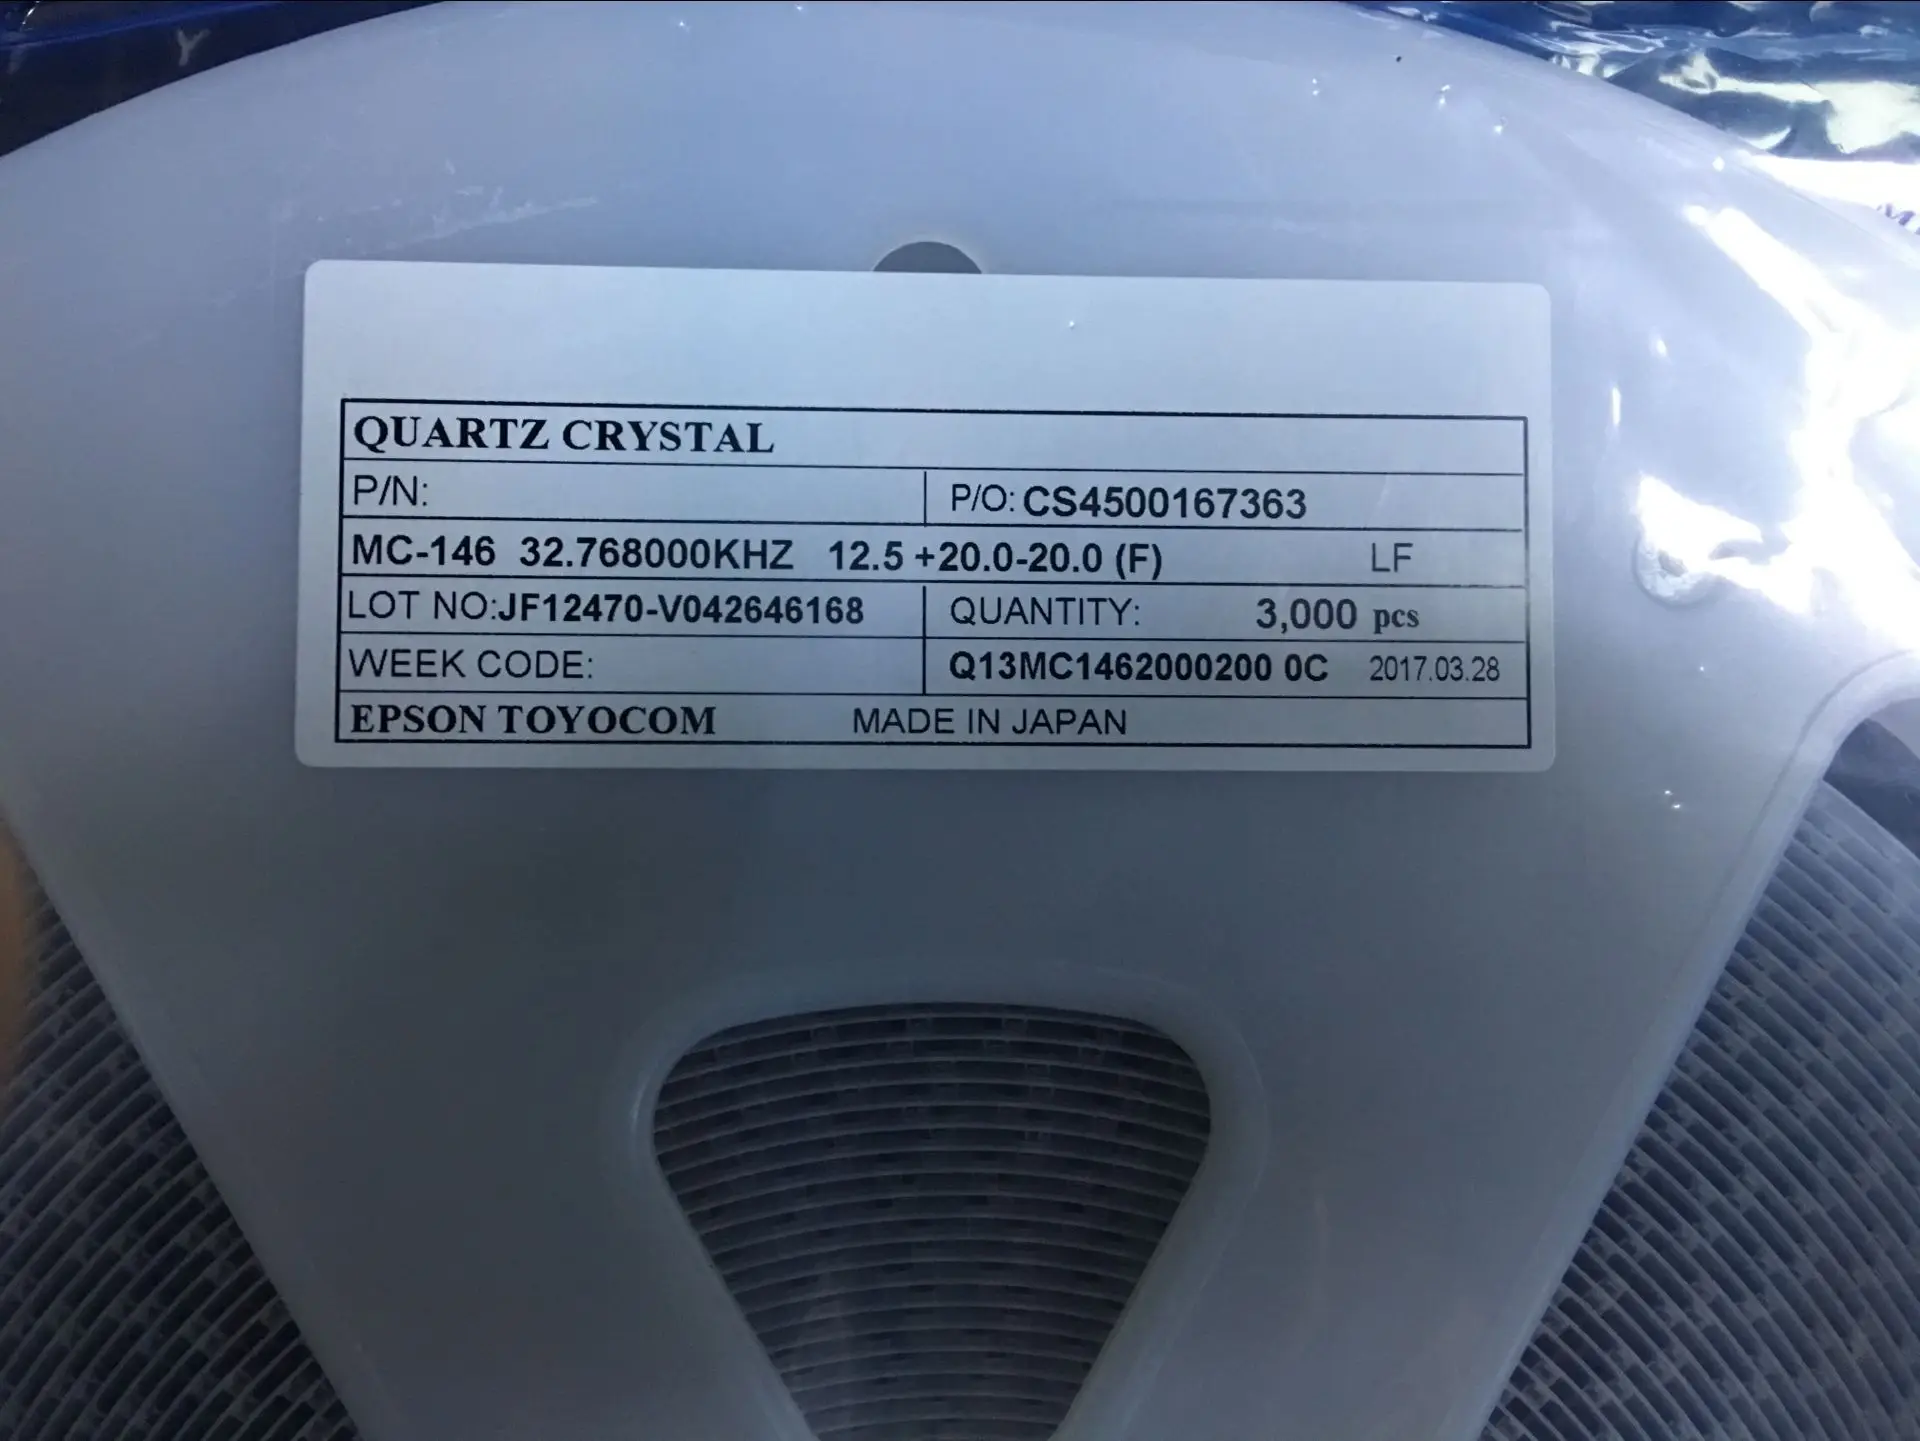 QUARTZ CRYSTAL
P/N: P/O: CS4500167363
MC-146 32.768000KHZ 12.5 +20.0-20.0 (F) LF
LOT NO:JF12470-V042646168 QUANTITY: 3,000 pcs
WEEK CODE: Q13MC1462000200 0C 2017.03.28
EPSON TOYOCOM MADE IN JAPAN